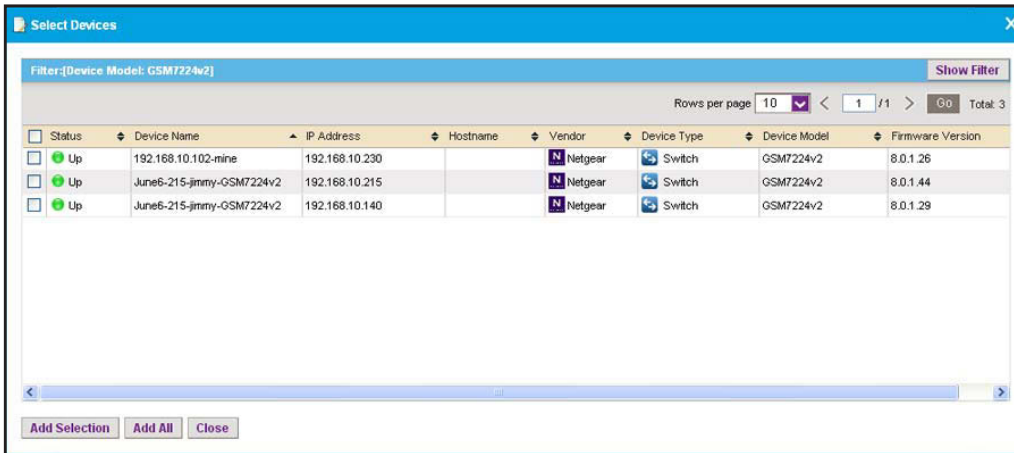 Select Devices X
Filter:[Device Model: GSM7224v2] Show Filter
Rows per page 10 < 1 /1 > Go Total: 3
Status Device Name IP Address Hostname Vendor Device Type Device Model Firmware Version
Up 192.168.10.102-mine 192.168.10.230 N Netgear Switch GSM7224v2 8.0.1.26
Up June6-215-jimmy-GSM7224v2 192.168.10.215 N Netgear Switch GSM7224v2 8.0.1.44
Up June6-215-jimmy-GSM7224v2 192.168.10.140 N Netgear Switch GSM7224v2 8.0.1.29
Add Selection Add All Close